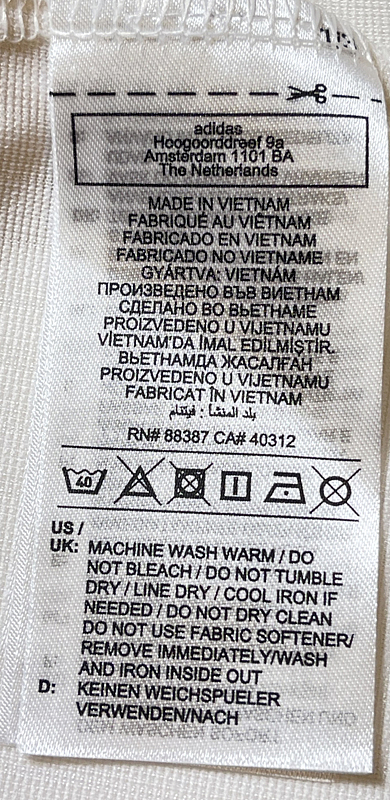 adidas
Hoogoorddreef 9a
Amsterdam 1101 BA
The Netherlands
MADE IN VIETNAM
FABRIQUÉ AU VIÊTNAM
FABRICADO EN VIETNAM
FABRICADO NO VIETNAME
GYÁRTVA: VIETNÁM
ПРОИЗВЕДЕНО ВЪВ ВИЕТНАМ
СДЕЛАНО ВО ВЬЕТНАМЕ
PROIZVEDENO U VIJETNAMU
VİETNAM'DA İMAL EDİLMİŞTİR.
ВЬЕТНАМДА ЖАСАЛҒАН
PROIZVEDENO U VIJETNAMU
FABRICAT ÎN VIETNAM
بلد المنشأ : فيتنام
RN# 88387 CA# 40312
40
US /
UK: MACHINE WASH WARM / DO
NOT BLEACH / DO NOT TUMBLE
DRY / LINE DRY / COOL IRON IF
NEEDED / DO NOT DRY CLEAN
DO NOT USE FABRIC SOFTENER/
REMOVE IMMEDIATELY/WASH
AND IRON INSIDE OUT
D: KEINEN WEICHSPUELER
VERWENDEN/NACH